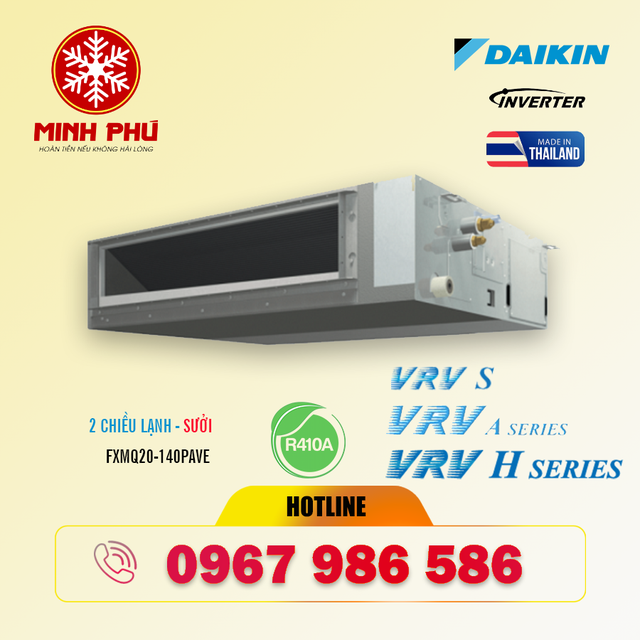 MINH PHÚ
HOÀN TIỀN NẾU KHÔNG HÀI LÒNG
DAIKIN
INVERTER
MADE IN
THAILAND
VRV S
VRV A SERIES
VRV H SERIES
2 CHIỀU LẠNH - SƯỞI
FXMQ20-140PAVE
R410A
HOTLINE
0967 986 586